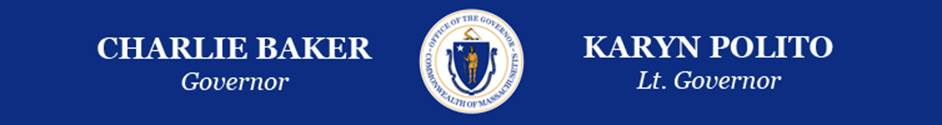 CHARLIE BAKER
Governor
OFFICE OF THE GOVERNOR
COMMONWEALTH OF MASSACHUSETTS
KARYN POLITO
Lt. Governor